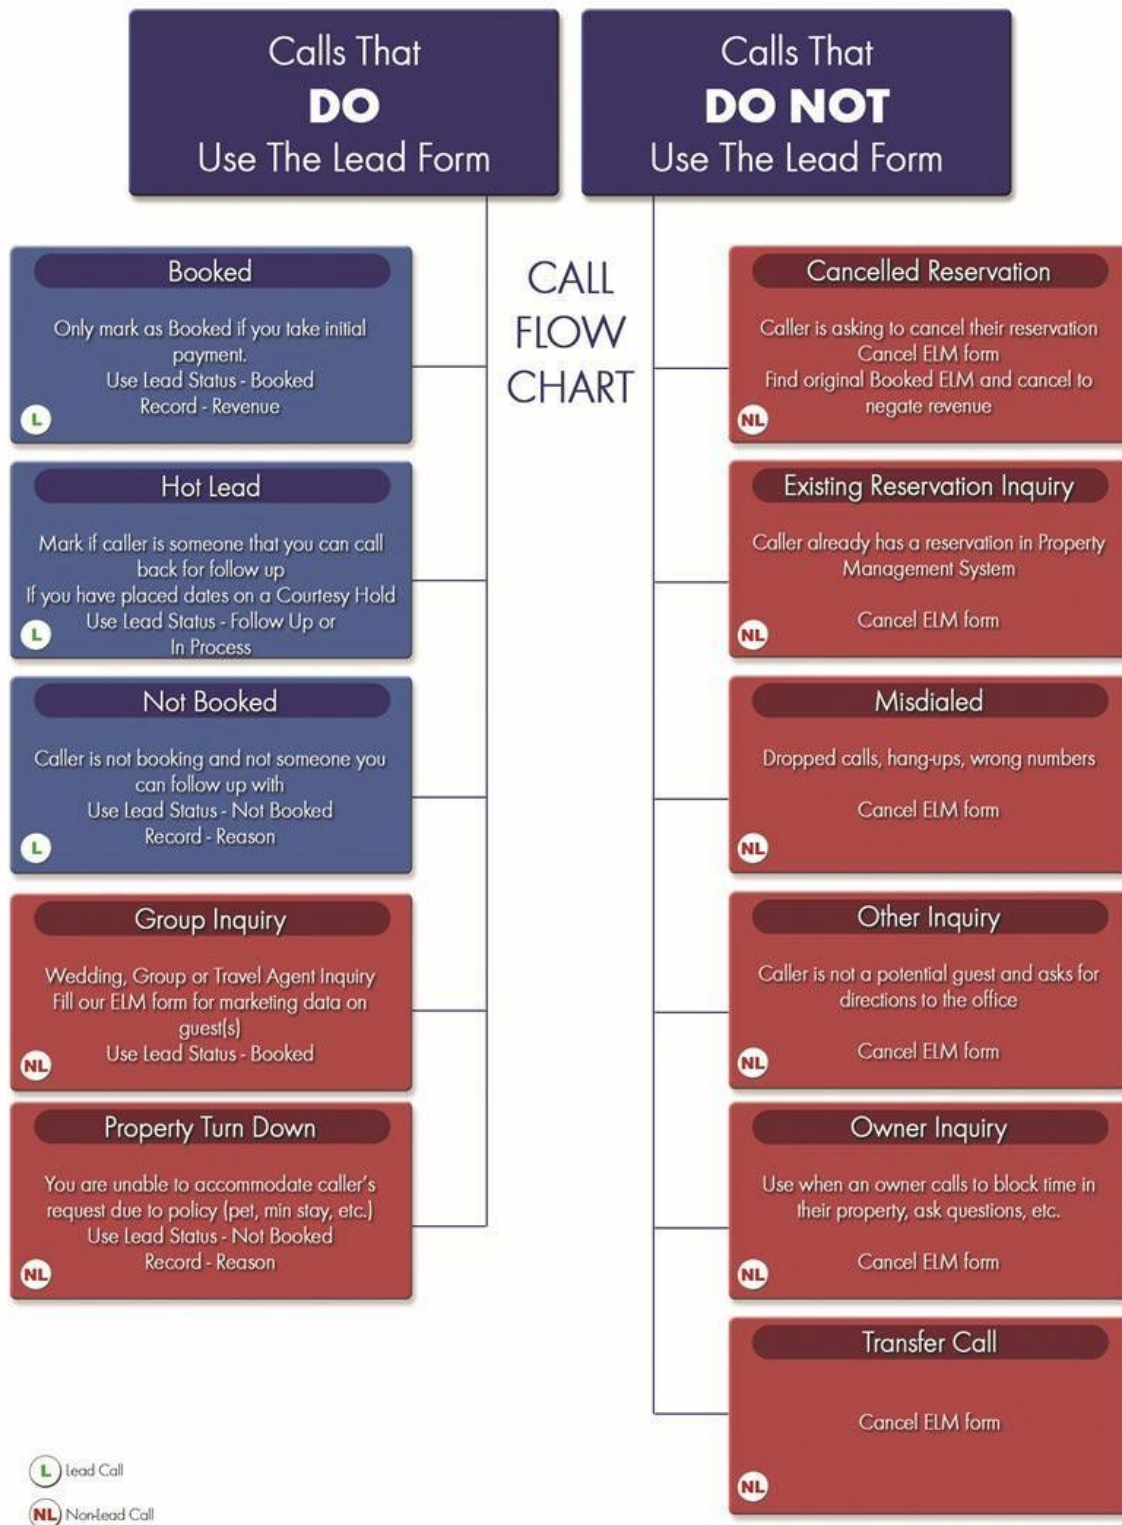 Calls That
DO
Use The Lead Form
Calls That
DO NOT
Use The Lead Form
CALL
FLOW
CHART
Booked
Only mark as Booked if you take initial
payment.
Use Lead Status - Booked
Record - Revenue
L
Hot Lead
Mark if caller is someone that you can call
back for follow up
If you have placed dates on a Courtesy Hold
Use Lead Status - Follow Up or
In Process
L
Not Booked
Caller is not booking and not someone you
can follow up with
Use Lead Status - Not Booked
Record - Reason
L
Group Inquiry
Wedding, Group or Travel Agent Inquiry
Fill our ELM form for marketing data on
guest(s)
Use Lead Status - Booked
NL
Property Turn Down
You are unable to accommodate caller's
request due to policy (pet, min stay, etc.)
Use Lead Status - Not Booked
Record - Reason
NL
Cancelled Reservation
Caller is asking to cancel their reservation
Cancel ELM form
Find original Booked ELM and cancel to
negate revenue
NL
Existing Reservation Inquiry
Caller already has a reservation in Property
Management System
Cancel ELM form
NL
Misdialed
Dropped calls, hang-ups, wrong numbers
Cancel ELM form
NL
Other Inquiry
Caller is not a potential guest and asks for
directions to the office
Cancel ELM form
NL
Owner Inquiry
Use when an owner calls to block time in
their property, ask questions, etc.
Cancel ELM form
NL
Transfer Call
Cancel ELM form
NL
L Lead Call
NL Non-Lead Call